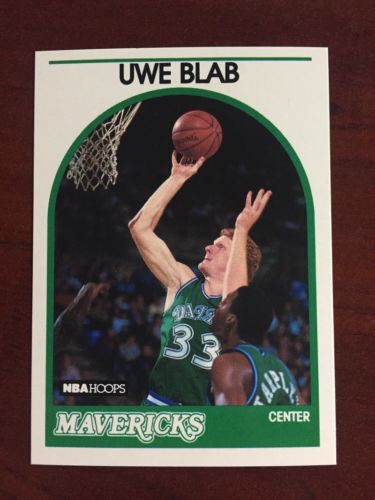 UWE BLAB
33
NBA HOOPS
MAVERICKS
CENTER